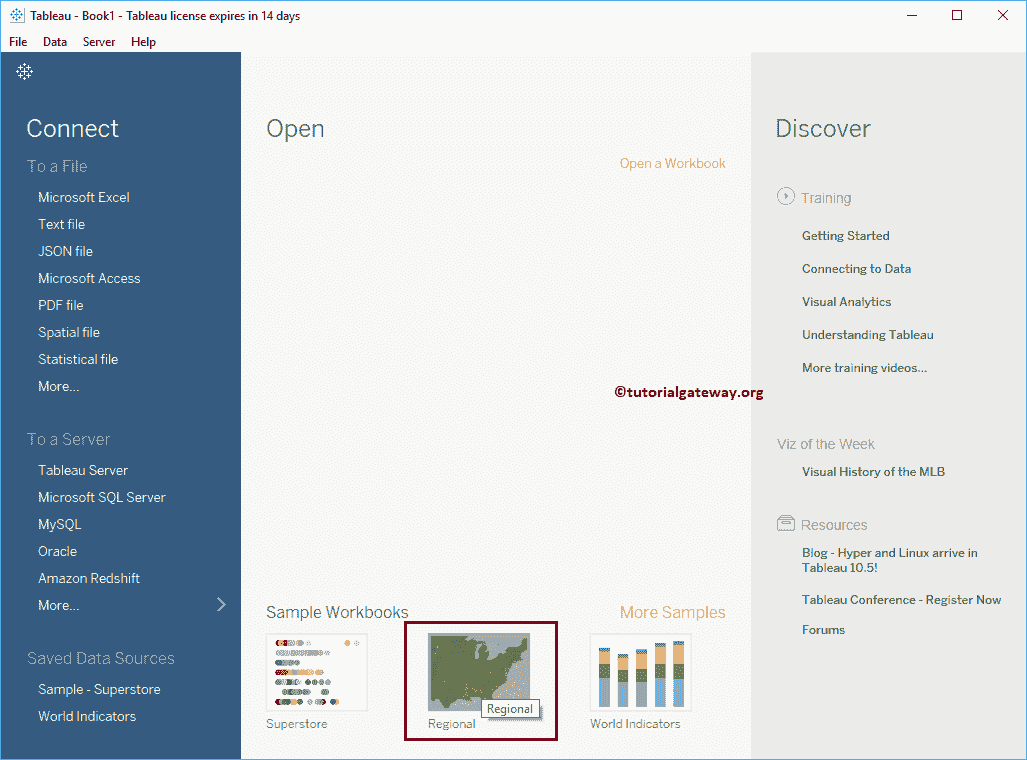 Tableau - Book1 - Tableau license expires in 14 days
File Data Server Help
Connect
To a File
Microsoft Excel
Text file
JSON file
Microsoft Access
PDF file
Spatial file
Statistical file
More...
To a Server
Tableau Server
Microsoft SQL Server
MySQL
Oracle
Amazon Redshift
More...
Saved Data Sources
Sample - Superstore
World Indicators
Open
Open a Workbook
©tutorialgateway.org
Sample Workbooks
More Samples
Superstore
Regional
Regional
World Indicators
Discover
Training
Getting Started
Connecting to Data
Visual Analytics
Understanding Tableau
More training videos...
Viz of the Week
Visual History of the MLB
Resources
Blog - Hyper and Linux arrive in
Tableau 10.5!
Tableau Conference - Register Now
Forums